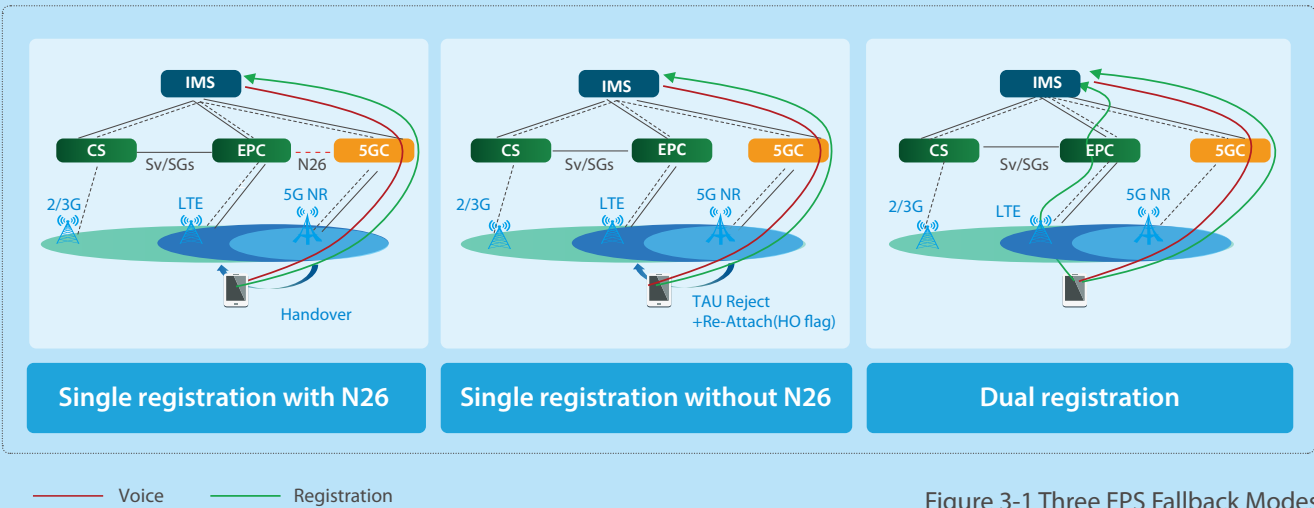 IMS
CS
EPC
5GC
Sv/SGs
N26
2/3G
LTE
5G NR
Handover
Single registration with N26
IMS
CS
EPC
5GC
Sv/SGs
2/3G
LTE
5G NR
TAU Reject
+Re-Attach(HO flag)
Single registration without N26
IMS
CS
EPC
5GC
Sv/SGs
2/3G
LTE
5G NR
Dual registration
Voice
Registration
Figure 3-1 Three EPS Fallback Modes